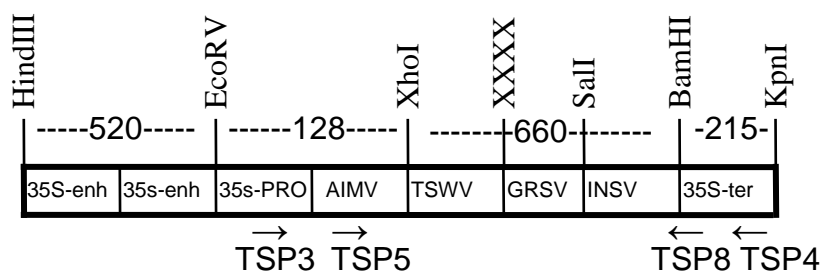 HindIII EcoRV XhoI XXXX SalI BamHI KpnI
-----520----- -----128---- ------660-------- -215-
35S-enh 35s-enh 35s-PRO AIMV TSWV GRSV INSV 35S-ter
→ → ← ←
TSP3 TSP5 TSP8 TSP4